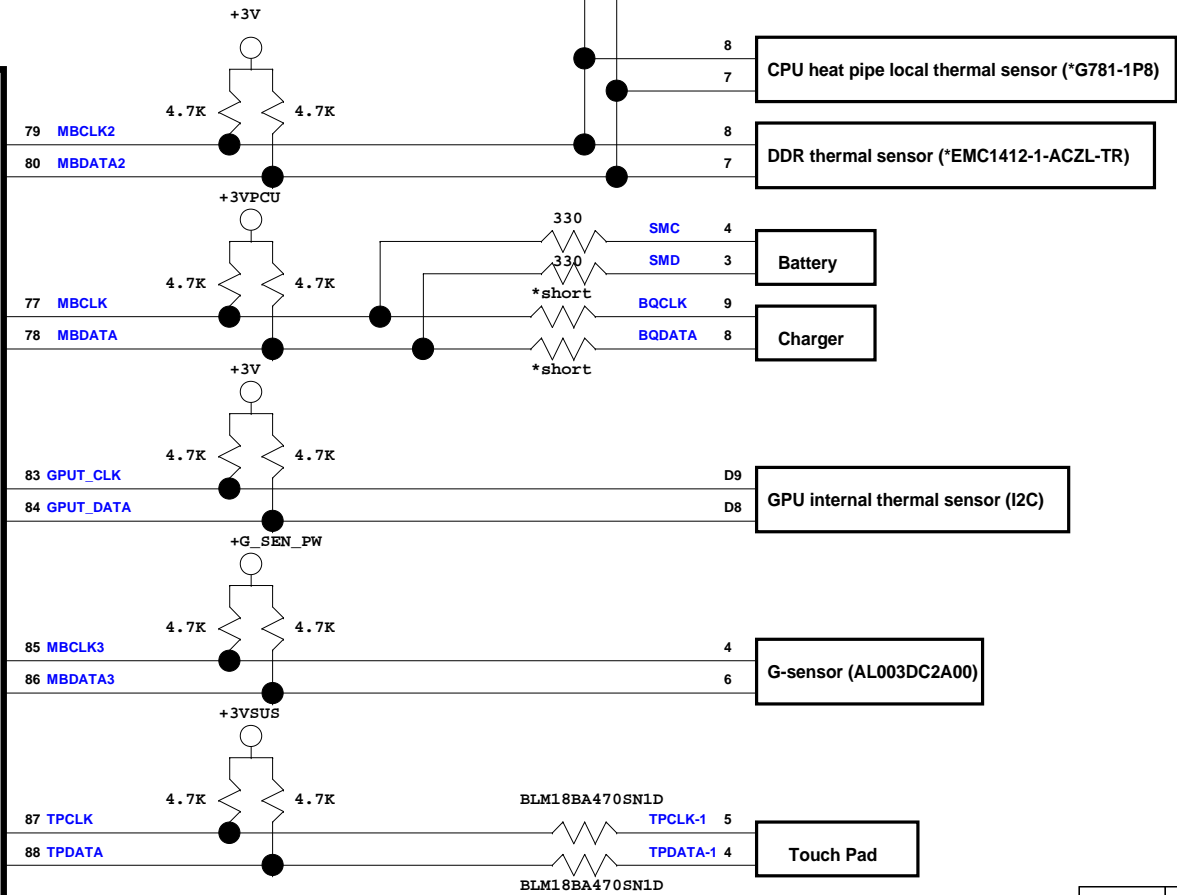 +3V
8
CPU heat pipe local thermal sensor (*G781-1P8)
7
4.7K 4.7K
79 MBCLK2 8
DDR thermal sensor (*EMC1412-1-ACZL-TR)
80 MBDATA2 7
+3VPCU
330 SMC 4
Battery
4.7K 4.7K 330 SMD 3
*short
77 MBCLK BQCLK 9
Charger
78 MBDATA BQDATA 8
+3V *short
4.7K 4.7K
83 GPUT_CLK D9
GPU internal thermal sensor (I2C)
84 GPUT_DATA D8
+G_SEN_PW
4.7K 4.7K
85 MBCLK3 4
G-sensor (AL003DC2A00)
86 MBDATA3 6
+3VSUS
4.7K 4.7K BLM18BA470SN1D
87 TPCLK TPCLK-1 5
Touch Pad
88 TPDATA TPDATA-1 4
BLM18BA470SN1D